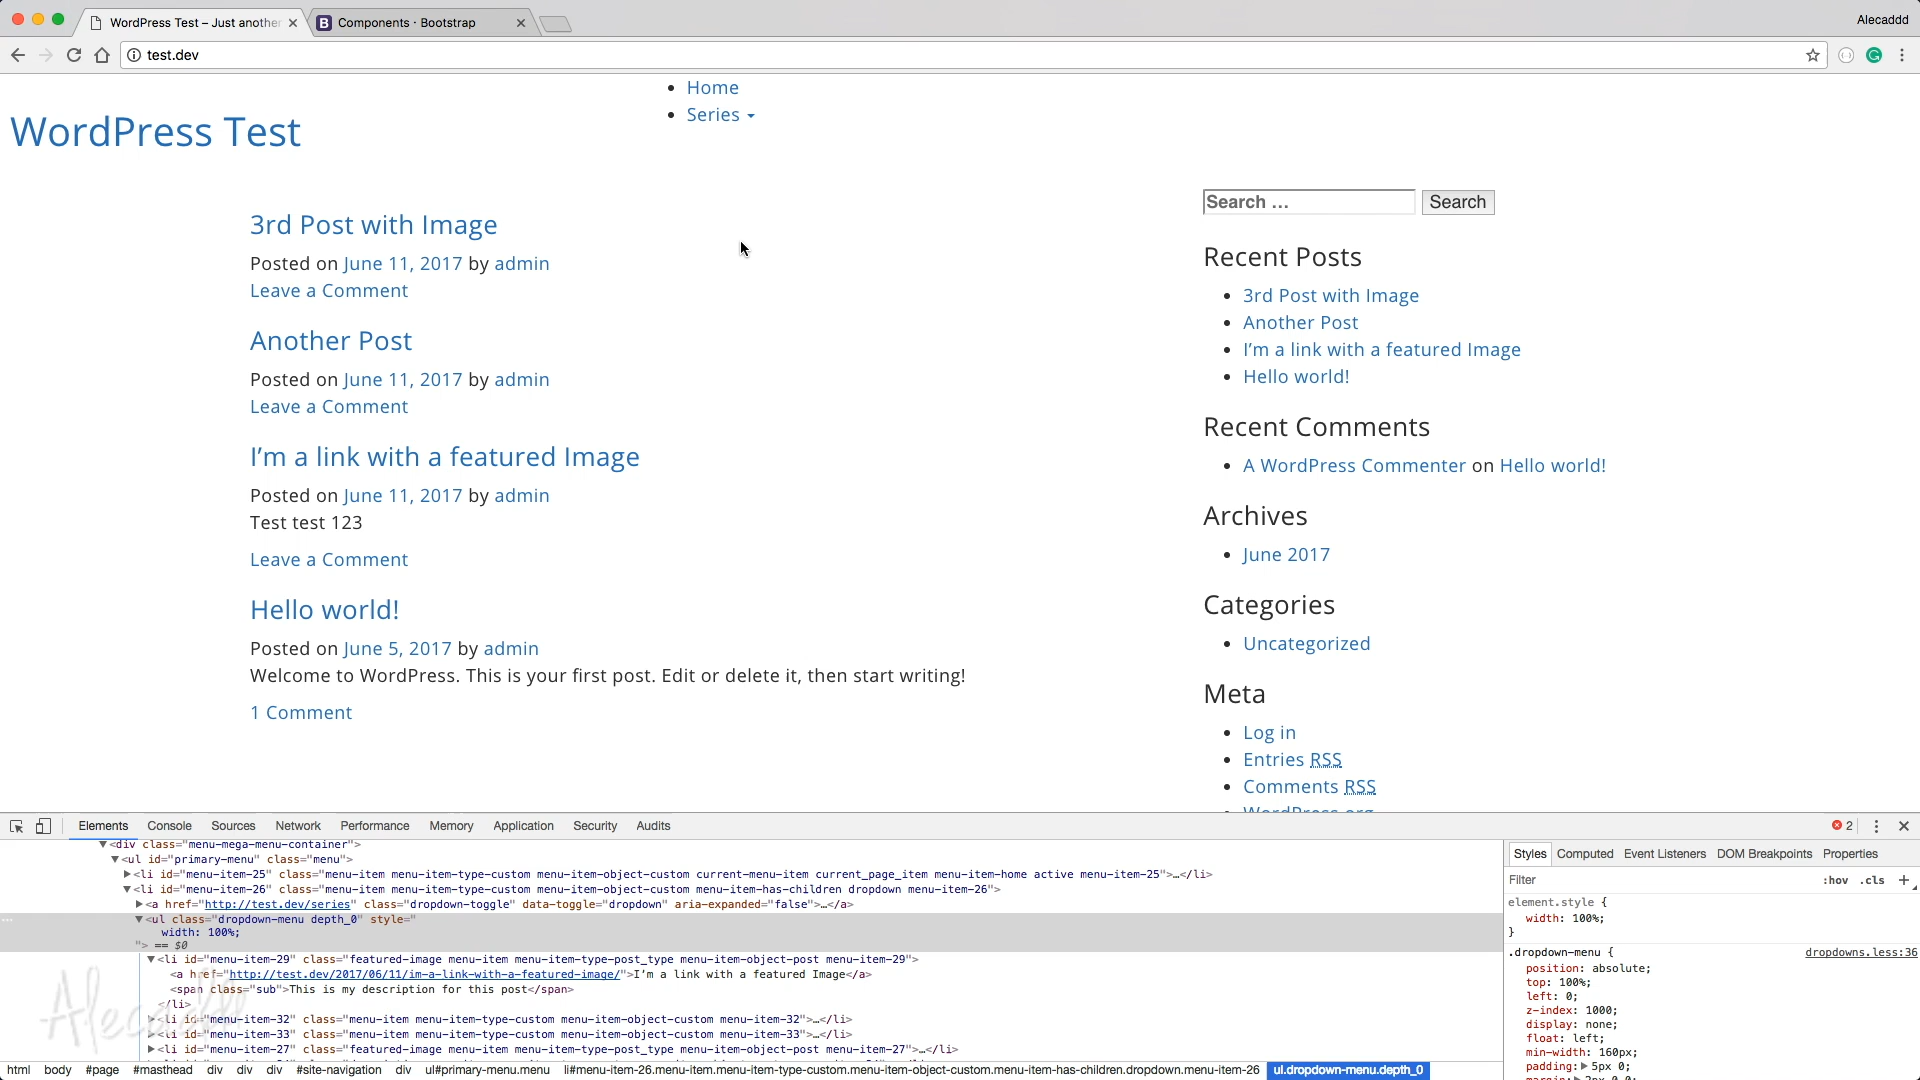 WordPress Test – Just another
Components · Bootstrap
Alecaddd
test.dev
Home
Series
WordPress Test
3rd Post with Image
Posted on June 11, 2017 by admin
Leave a Comment
Another Post
Posted on June 11, 2017 by admin
Leave a Comment
I’m a link with a featured Image
Posted on June 11, 2017 by admin
Test test 123
Leave a Comment
Hello world!
Posted on June 5, 2017 by admin
Welcome to WordPress. This is your first post. Edit or delete it, then start writing!
1 Comment
Search …
Search
Recent Posts
3rd Post with Image
Another Post
I’m a link with a featured Image
Hello world!
Recent Comments
A WordPress Commenter on Hello world!
Archives
June 2017
Categories
Uncategorized
Meta
Log in
Entries RSS
Comments RSS
WordPress.org
Elements Console Sources Network Performance Memory Application Security Audits
2
<div class="menu-mega-menu-container">
<ul id="primary-menu" class="menu">
<li id="menu-item-25" class="menu-item menu-item-type-custom menu-item-object-custom current-menu-item current_page_item menu-item-home active menu-item-25">…</li>
<li id="menu-item-26" class="menu-item menu-item-type-custom menu-item-object-custom menu-item-has-children dropdown menu-item-26">
<a href="http://test.dev/series" class="dropdown-toggle" data-toggle="dropdown" aria-expanded="false">…</a>
<ul class="dropdown-menu depth_0" style="
width: 100%;
"> == $0
<li id="menu-item-29" class="featured-image menu-item menu-item-type-post_type menu-item-object-post menu-item-29">
<a href="http://test.dev/2017/06/11/im-a-link-with-a-featured-image/">I’m a link with a featured Image</a>
<span class="sub">This is my description for this post</span>
</li>
<li id="menu-item-32" class="menu-item menu-item-type-custom menu-item-object-custom menu-item-32">…</li>
<li id="menu-item-33" class="menu-item menu-item-type-custom menu-item-object-custom menu-item-33">…</li>
<li id="menu-item-27" class="featured-image menu-item menu-item-type-post_type menu-item-object-post menu-item-27">…</li>
html body #page #masthead div div div #site-navigation div ul#primary-menu.menu li#menu-item-26.menu-item.menu-item-type-custom.menu-item-object-custom.menu-item-has-children.dropdown.menu-item-26 ul.dropdown-menu.depth_0
Styles Computed Event Listeners DOM Breakpoints Properties
Filter :hov .cls +
element.style {
width: 100%;
}
.dropdown-menu { dropdowns.less:36
position: absolute;
top: 100%;
left: 0;
z-index: 1000;
display: none;
float: left;
min-width: 160px;
padding: 5px 0;
margin: 2px 0 0;